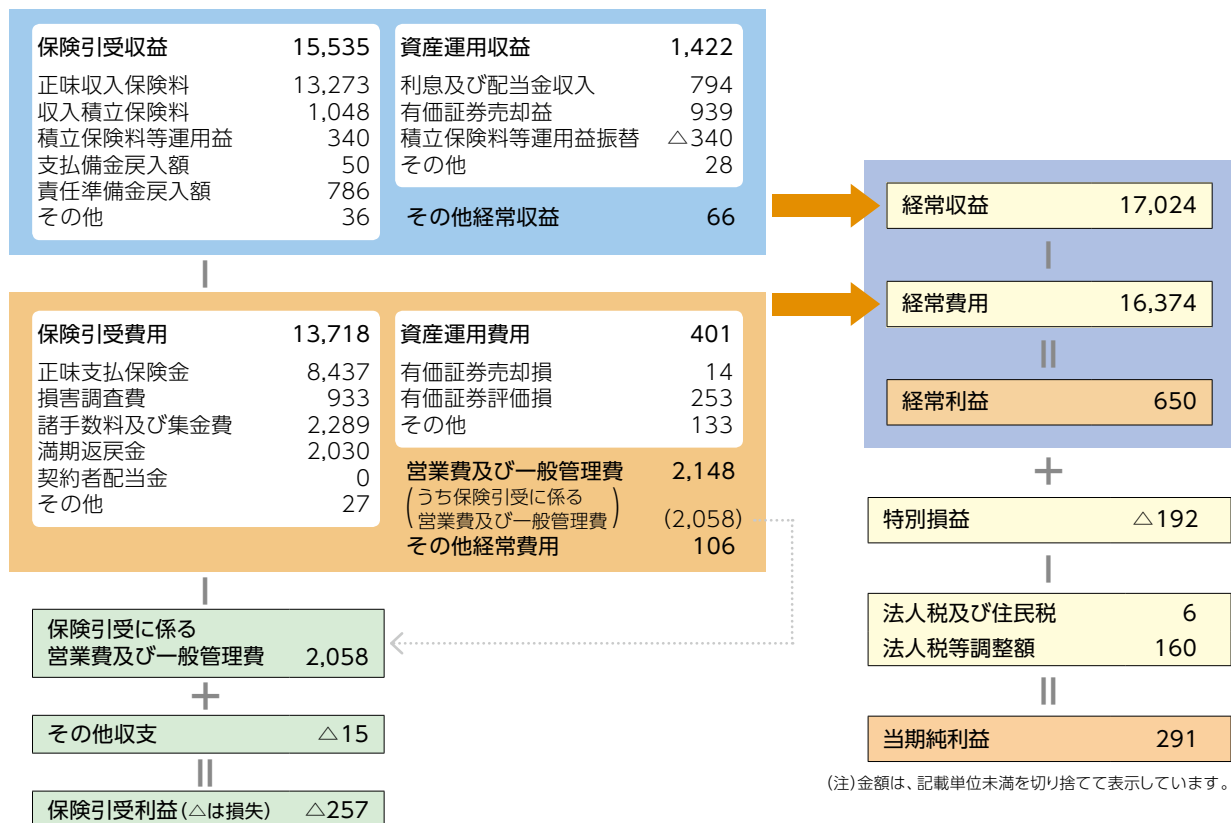 保険引受収益 15,535
正味収入保険料 13,273
収入積立保険料 1,048
積立保険料等運用益 340
支払備金戻入額 50
責任準備金戻入額 786
その他 36
資産運用収益 1,422
利息及び配当金収入 794
有価証券売却益 939
積立保険料等運用益振替 △340
その他 28
その他経常収益 66
－
保険引受費用 13,718
正味支払保険金 8,437
損害調査費 933
諸手数料及び集金費 2,289
満期返戻金 2,030
契約者配当金 0
その他 27
資産運用費用 401
有価証券売却損 14
有価証券評価損 253
その他 133
営業費及び一般管理費 2,148
(うち保険引受に係る
営業費及び一般管理費) (2,058)
その他経常費用 106
－
保険引受に係る
営業費及び一般管理費 2,058
＋
その他収支 △15
＝
保険引受利益(△は損失) △257
経常収益 17,024
－
経常費用 16,374
＝
経常利益 650
＋
特別損益 △192
－
法人税及び住民税 6
法人税等調整額 160
＝
当期純利益 291
(注)金額は、記載単位未満を切り捨てて表示しています。